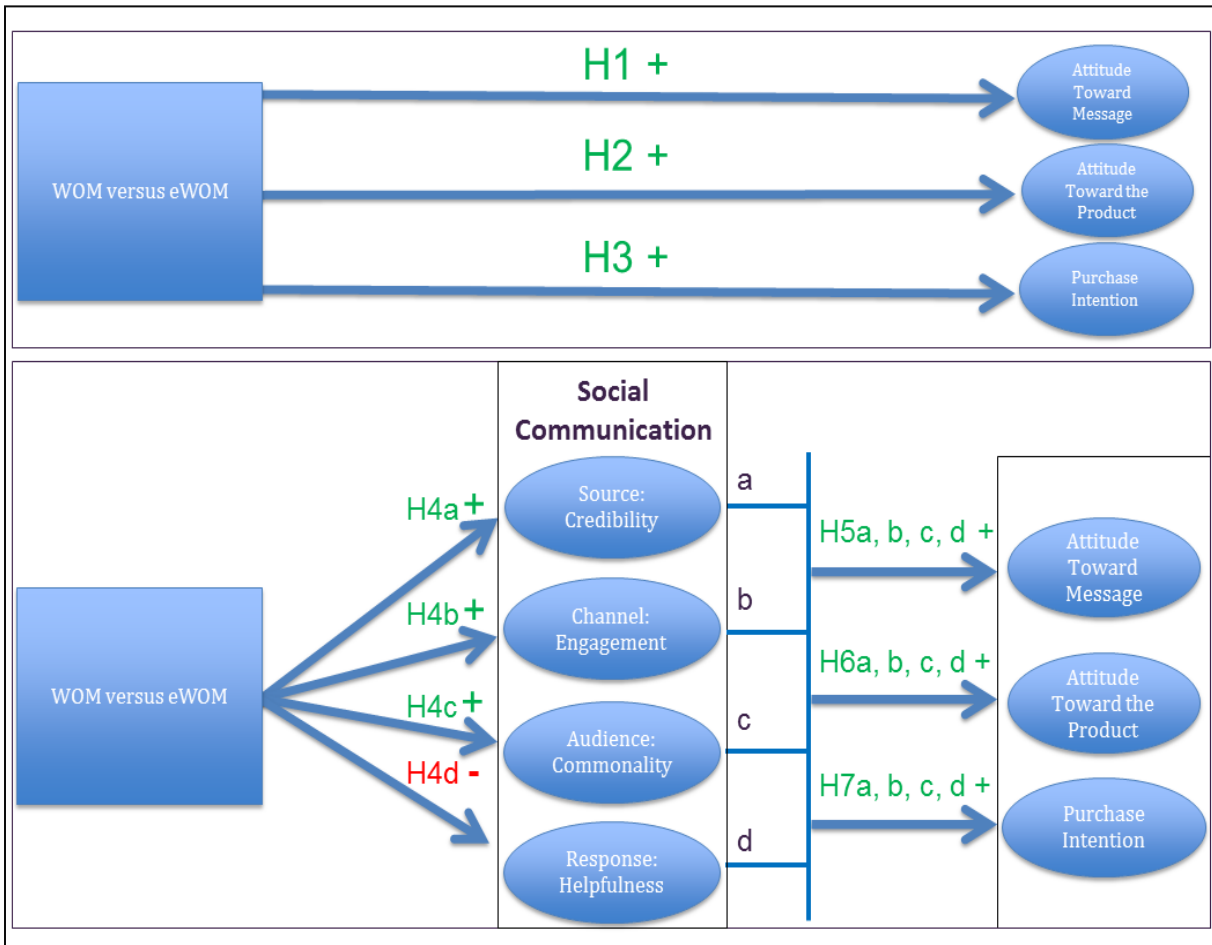 H1 +
Attitude
Toward
Message
WOM versus eWOM
H2 +
Attitude
Toward the
Product
H3 +
Purchase
Intention
Social
Communication
H4a +
Source:
Credibility
a
H5a, b, c, d +
Attitude
Toward
Message
H4b +
Channel:
Engagement
b
WOM versus eWOM
H6a, b, c, d +
Attitude
Toward the
Product
H4c +
Audience:
Commonality
c
H4d -
H7a, b, c, d +
Purchase
Intention
Response:
Helpfulness
d